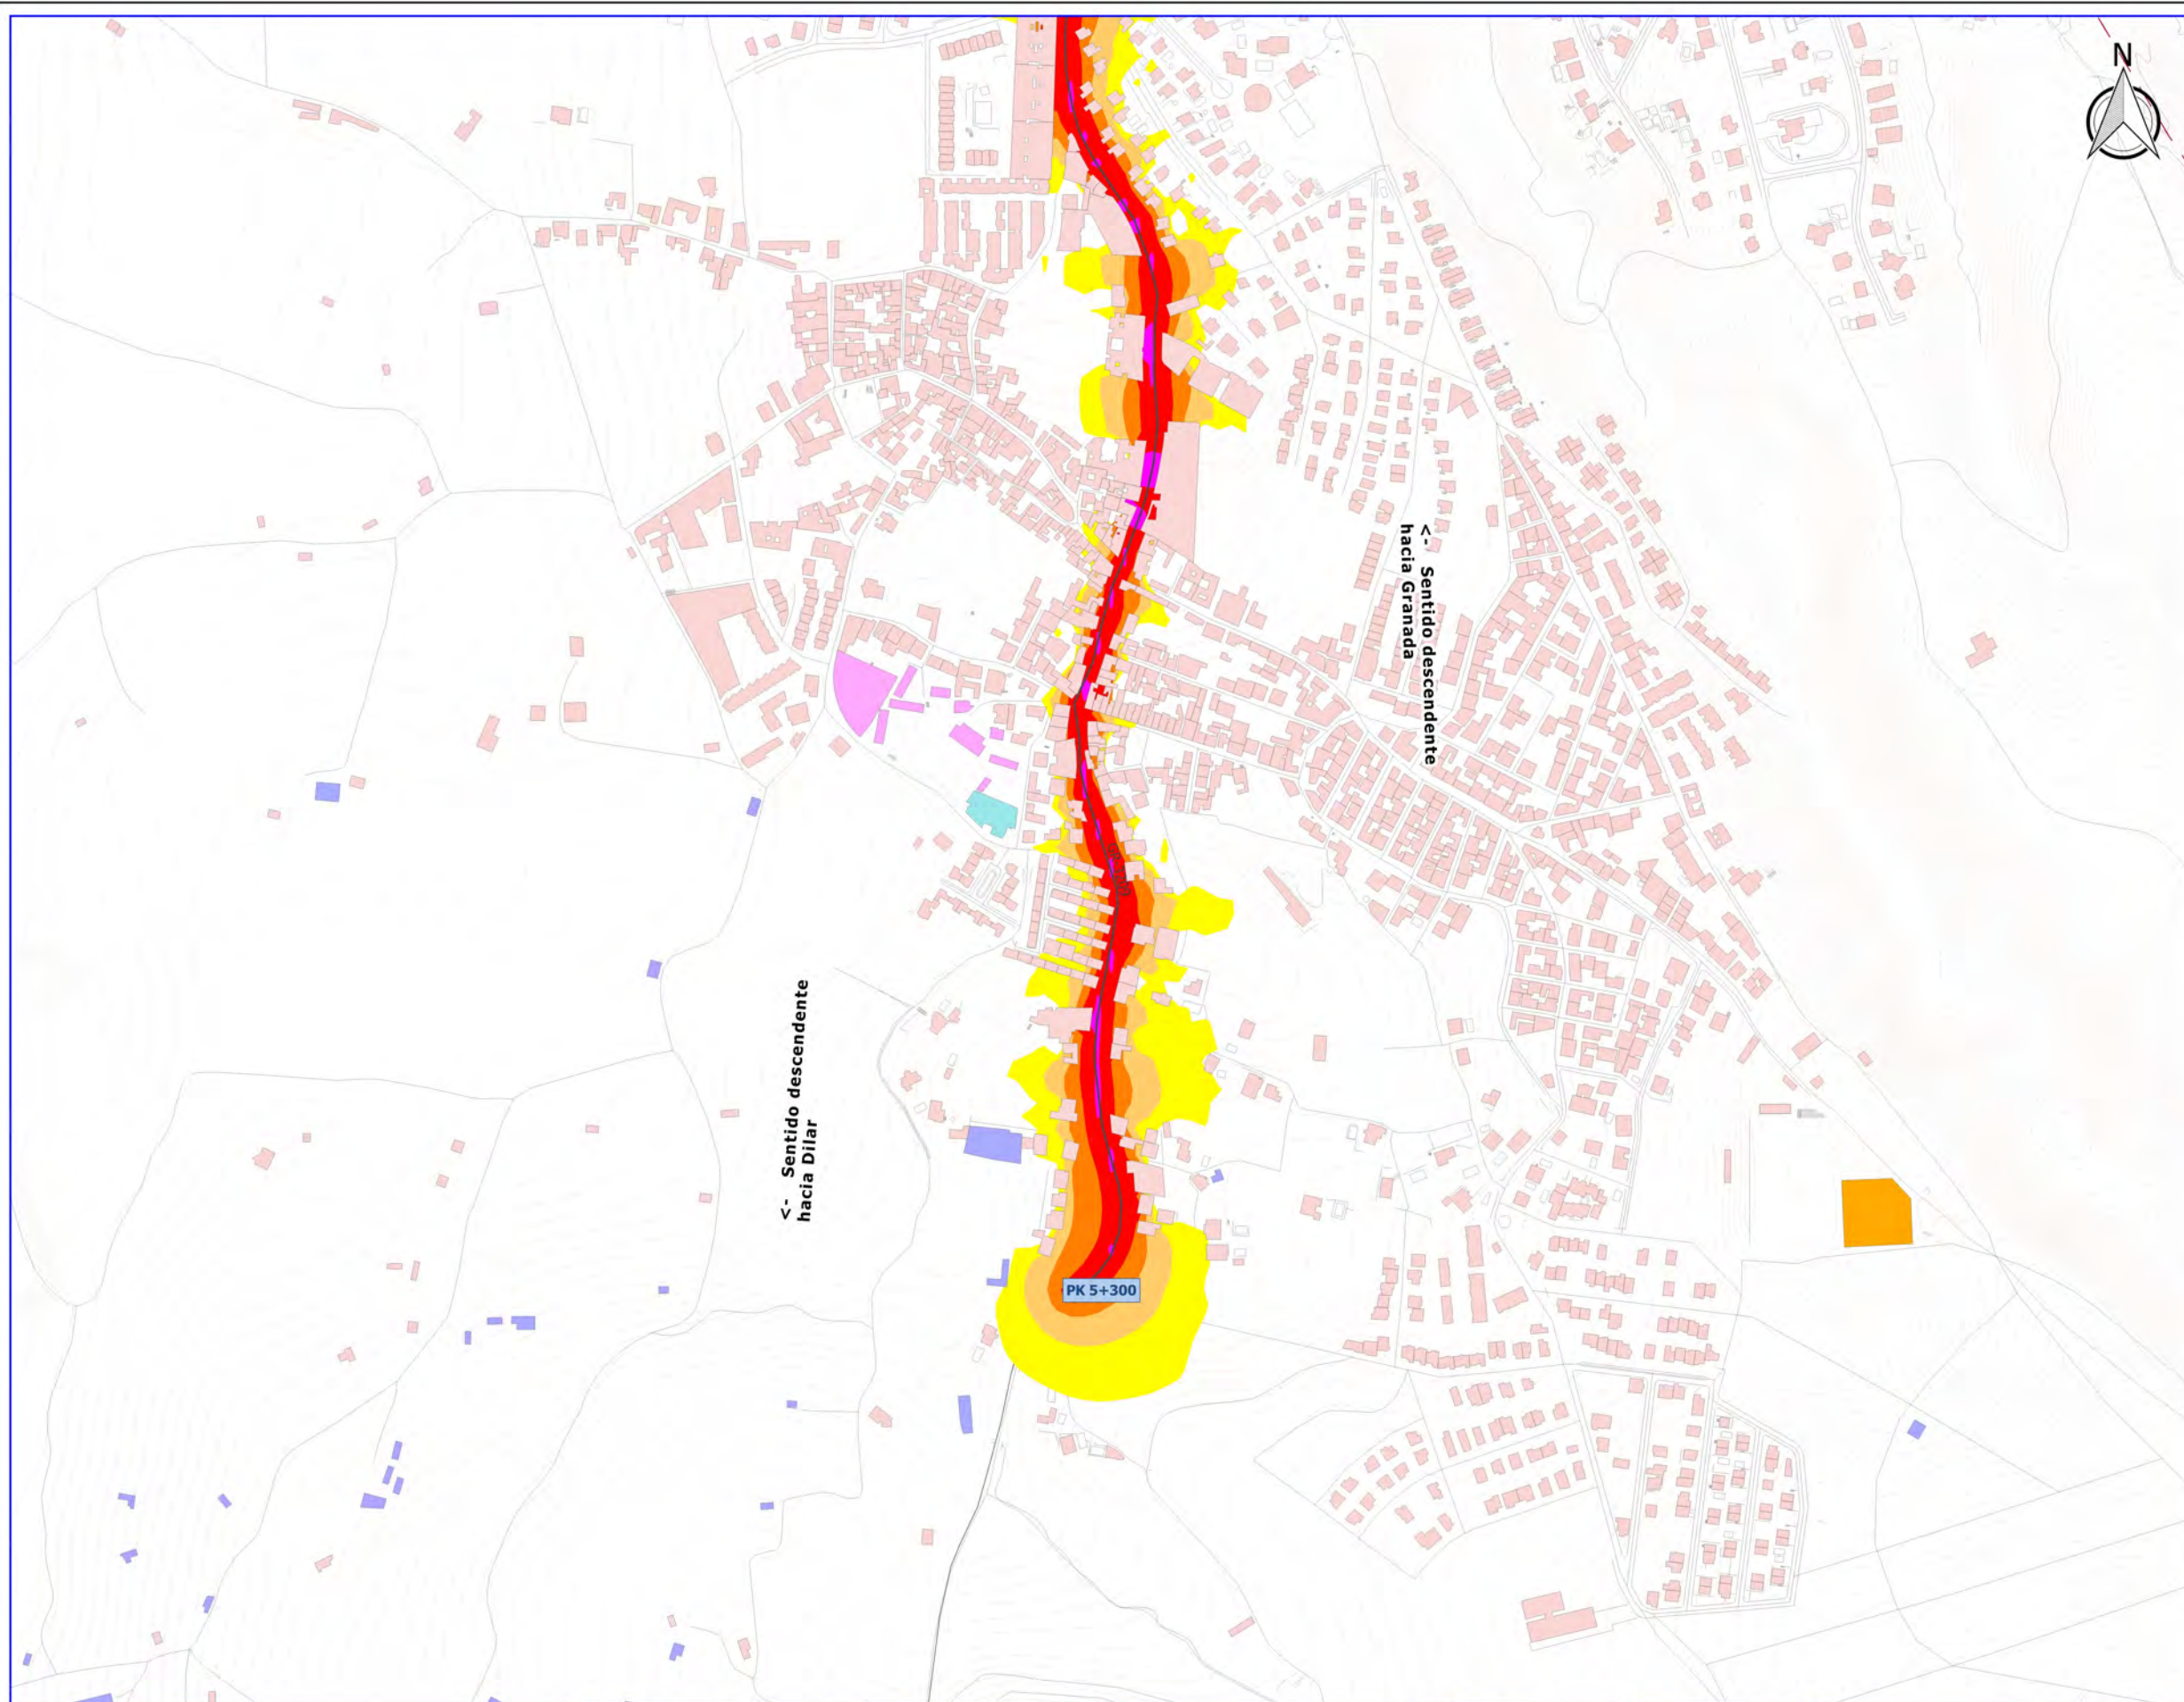 N
<- Sentido descendente
hacia Granada
<- Sentido descendente
hacia Dilar
PK 5+300